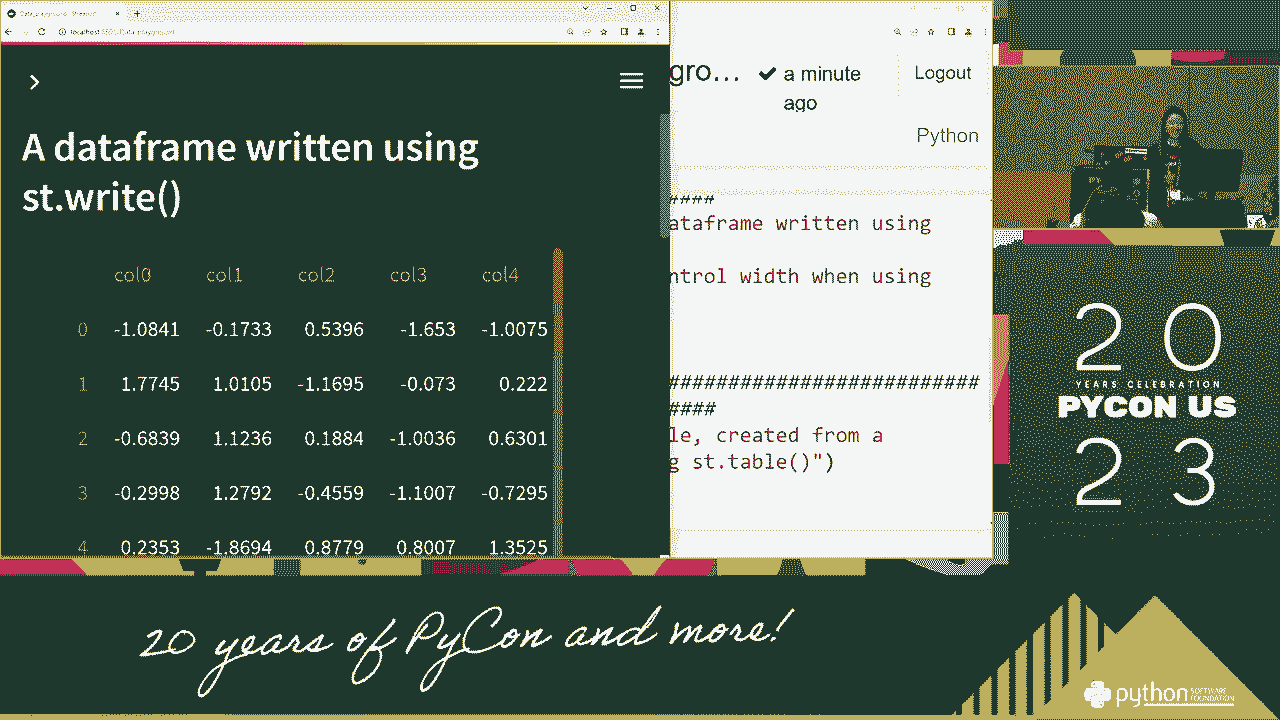 A dataframe written using
st.write()
col0 col1 col2 col3 col4
0 -1.0841 -0.1733 0.5396 -1.653 -1.0075
1 1.7745 1.0105 -1.1695 -0.073 0.222
2 -0.6839 1.1236 0.1884 -1.0036 0.6301
3 -0.2998 1.2792 -0.4559 -1.1007 -0.7295
4 0.2353 -1.8694 0.8779 0.8007 1.3525
gro...
a minute
ago
Logout
Python
####
ataframe written using
ntrol width when using
##########################
####
le, created from a
g st.table()")
20
YEARS CELEBRATION
PYCON US
23
20 years of PyCon and more!
python
SOFTWARE
FOUNDATION